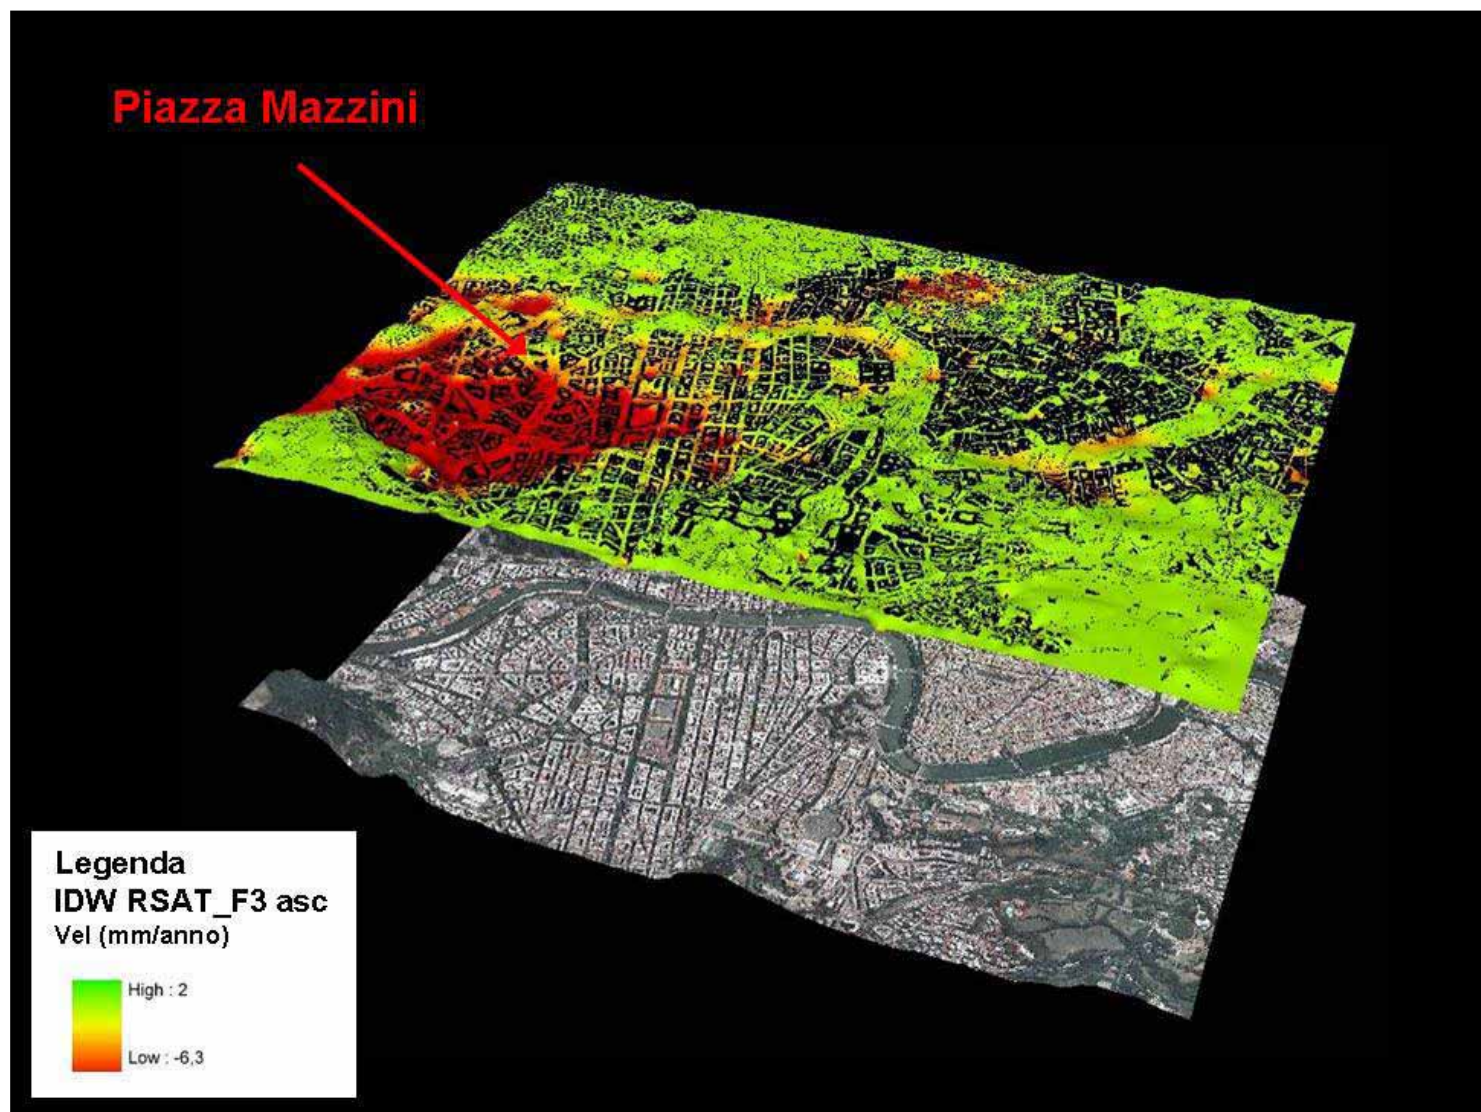 Piazza Mazzini
Legenda
IDW RSAT_F3 asc
Vel (mm/anno)
High : 2
Low : -6,3